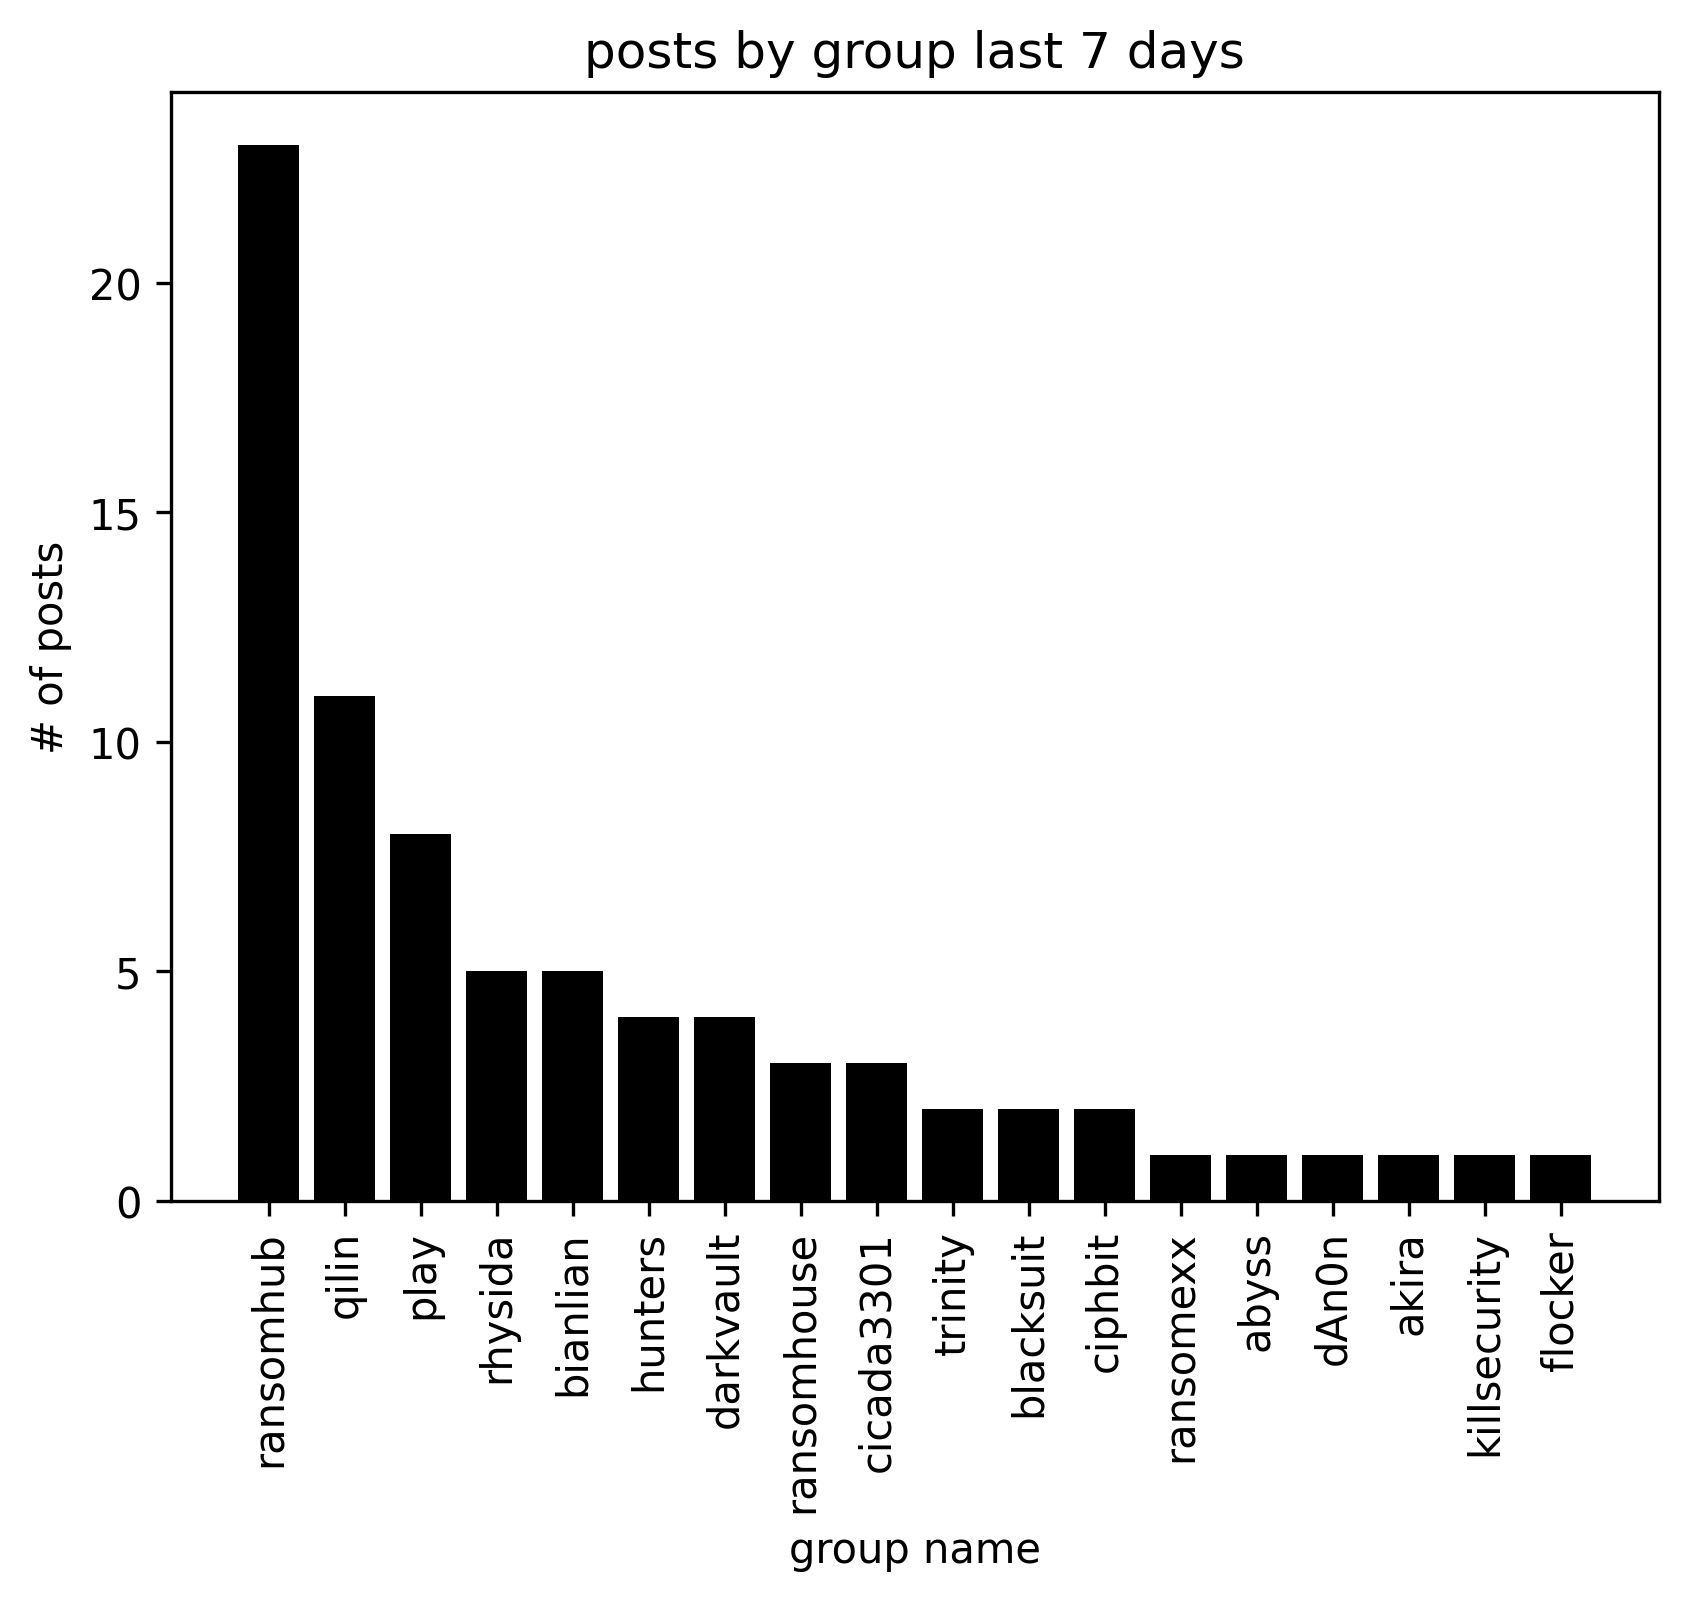 posts by group last 7 days
# of posts
20
15
10
5
0
ransomhub
qilin
play
rhysida
bianlian
hunters
darkvault
ransomhouse
cicada3301
trinity
blacksuit
ciphbit
ransomexx
abyss
dAn0n
akira
killsecurity
flocker
group name